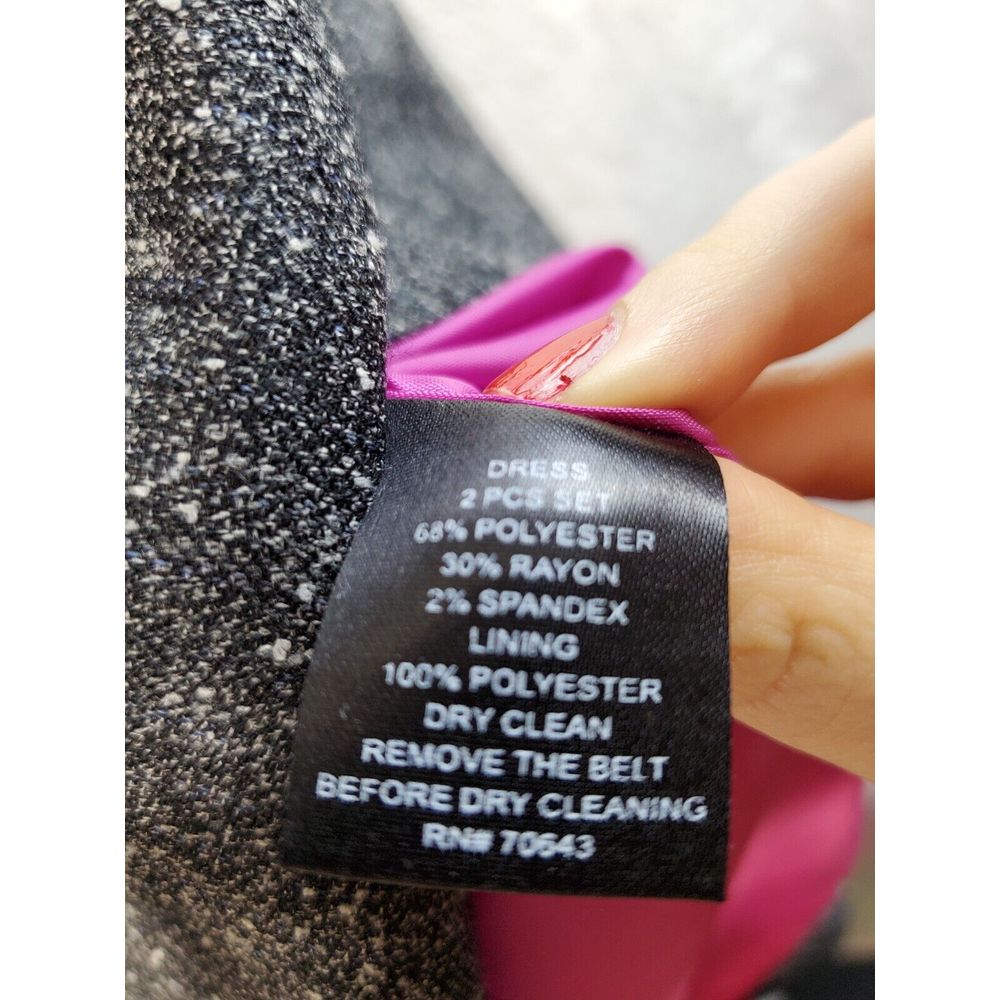 DRESS
2 PCS SET
68% POLYESTER
30% RAYON
2% SPANDEX
LINING
100% POLYESTER
DRY CLEAN
REMOVE THE BELT
BEFORE DRY CLEANING
RN# 70643